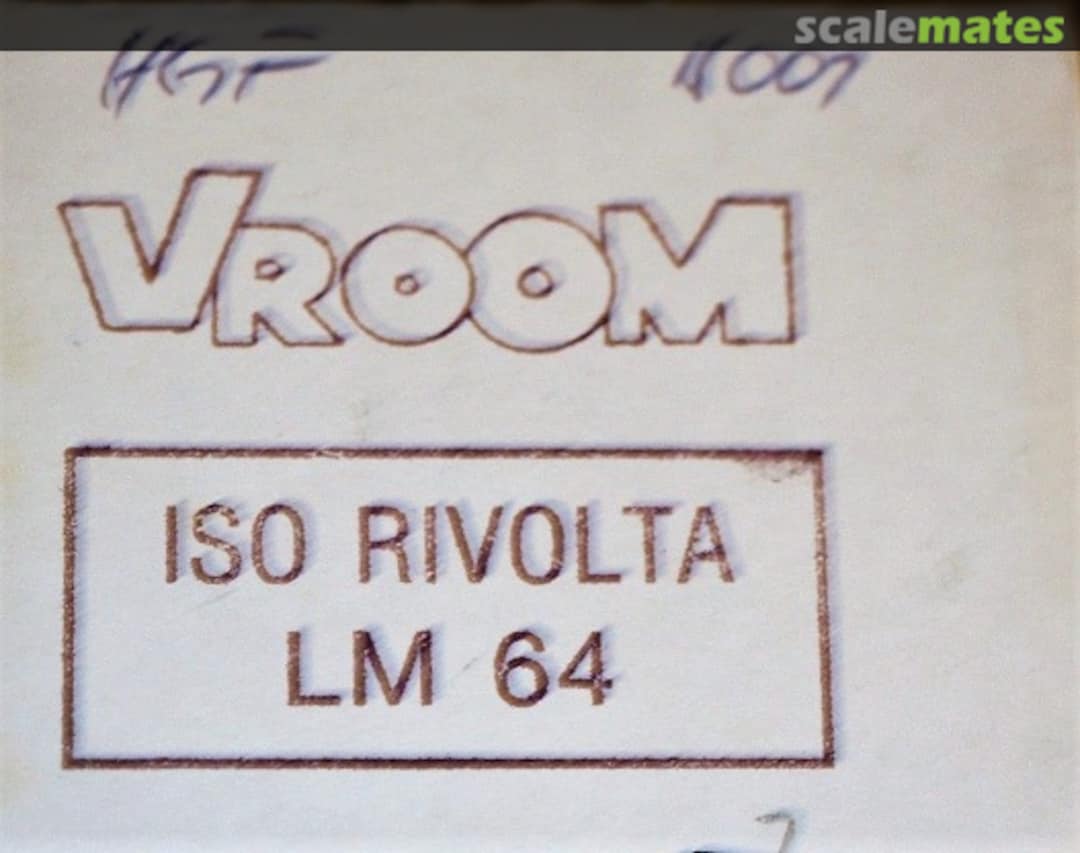 scalemates
VROOM
ISO RIVOLTA
LM 64